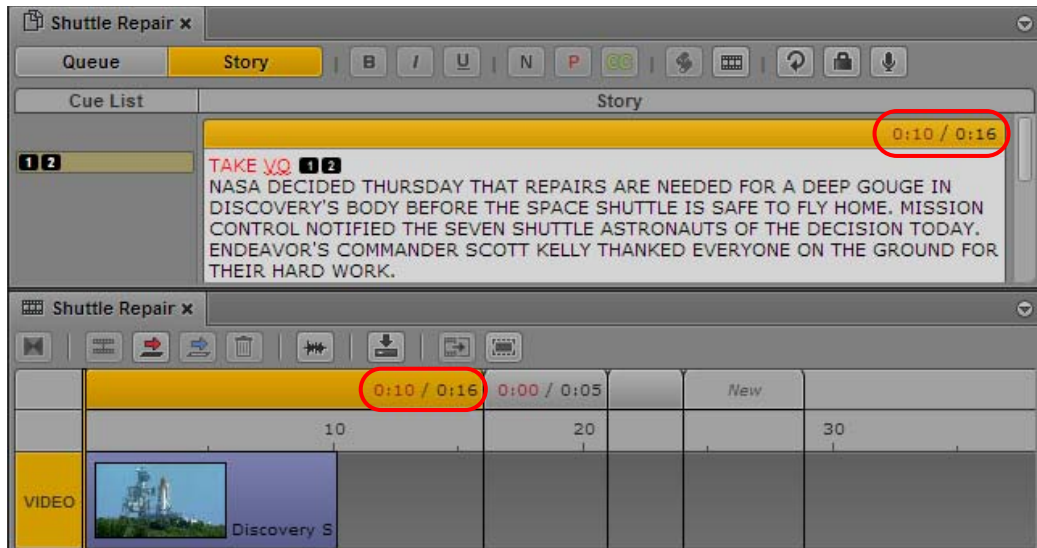 Shuttle Repair ×
Queue Story | B I U | N P CC |
Cue List Story
0:10 / 0:16
1 2
TAKE VO 1 2
NASA DECIDED THURSDAY THAT REPAIRS ARE NEEDED FOR A DEEP GOUGE IN
DISCOVERY'S BODY BEFORE THE SPACE SHUTTLE IS SAFE TO FLY HOME. MISSION
CONTROL NOTIFIED THE SEVEN SHUTTLE ASTRONAUTS OF THE DECISION TODAY.
ENDEAVOR'S COMMANDER SCOTT KELLY THANKED EVERYONE ON THE GROUND FOR
THEIR HARD WORK.
Shuttle Repair ×
0:10 / 0:16 0:00 / 0:05 New
10 20 30
VIDEO Discovery S